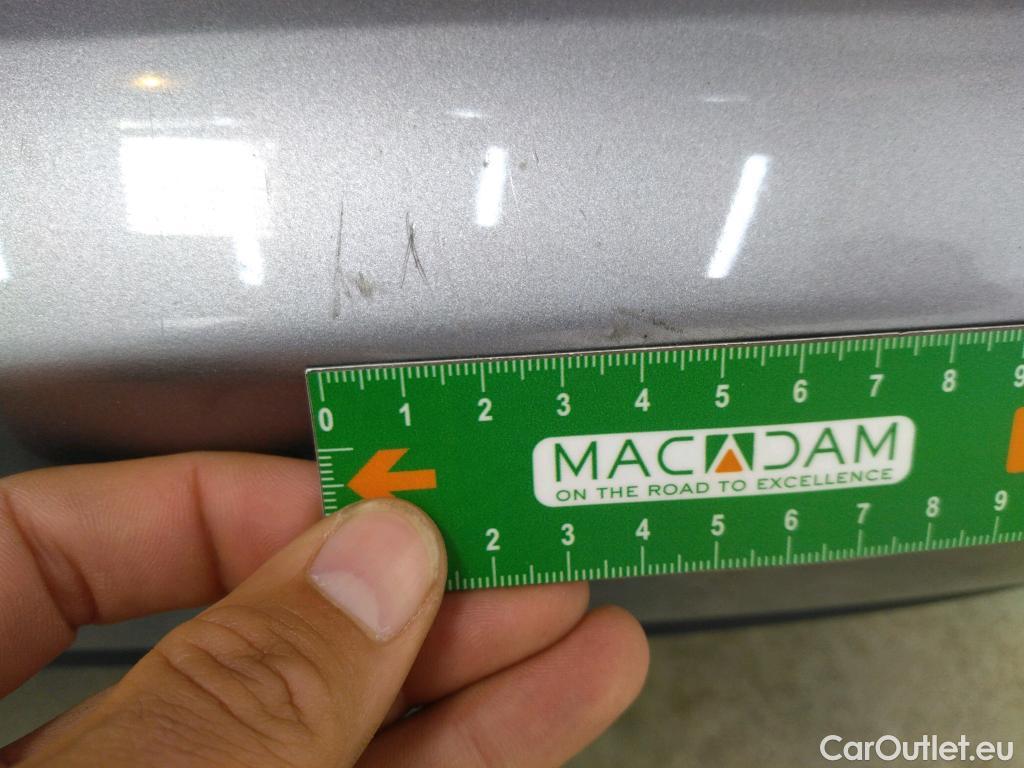 0 1 2 3 4 5 6 7 8 9
MACADAM
ON THE ROAD TO EXCELLENCE
2 3 4 5 6 7 8 9
CarOutlet.eu